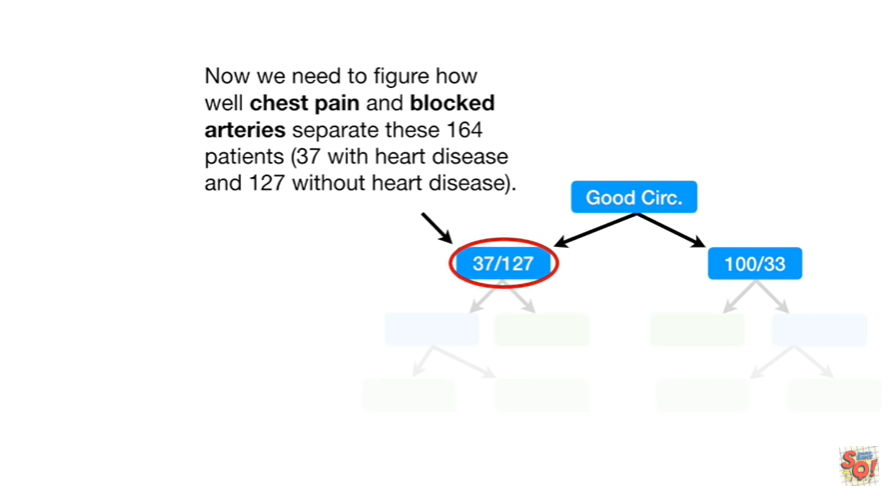 Now we need to figure how
well chest pain and blocked
arteries separate these 164
patients (37 with heart disease
and 127 without heart disease).
Good Circ.
37/127
100/33
SQ!